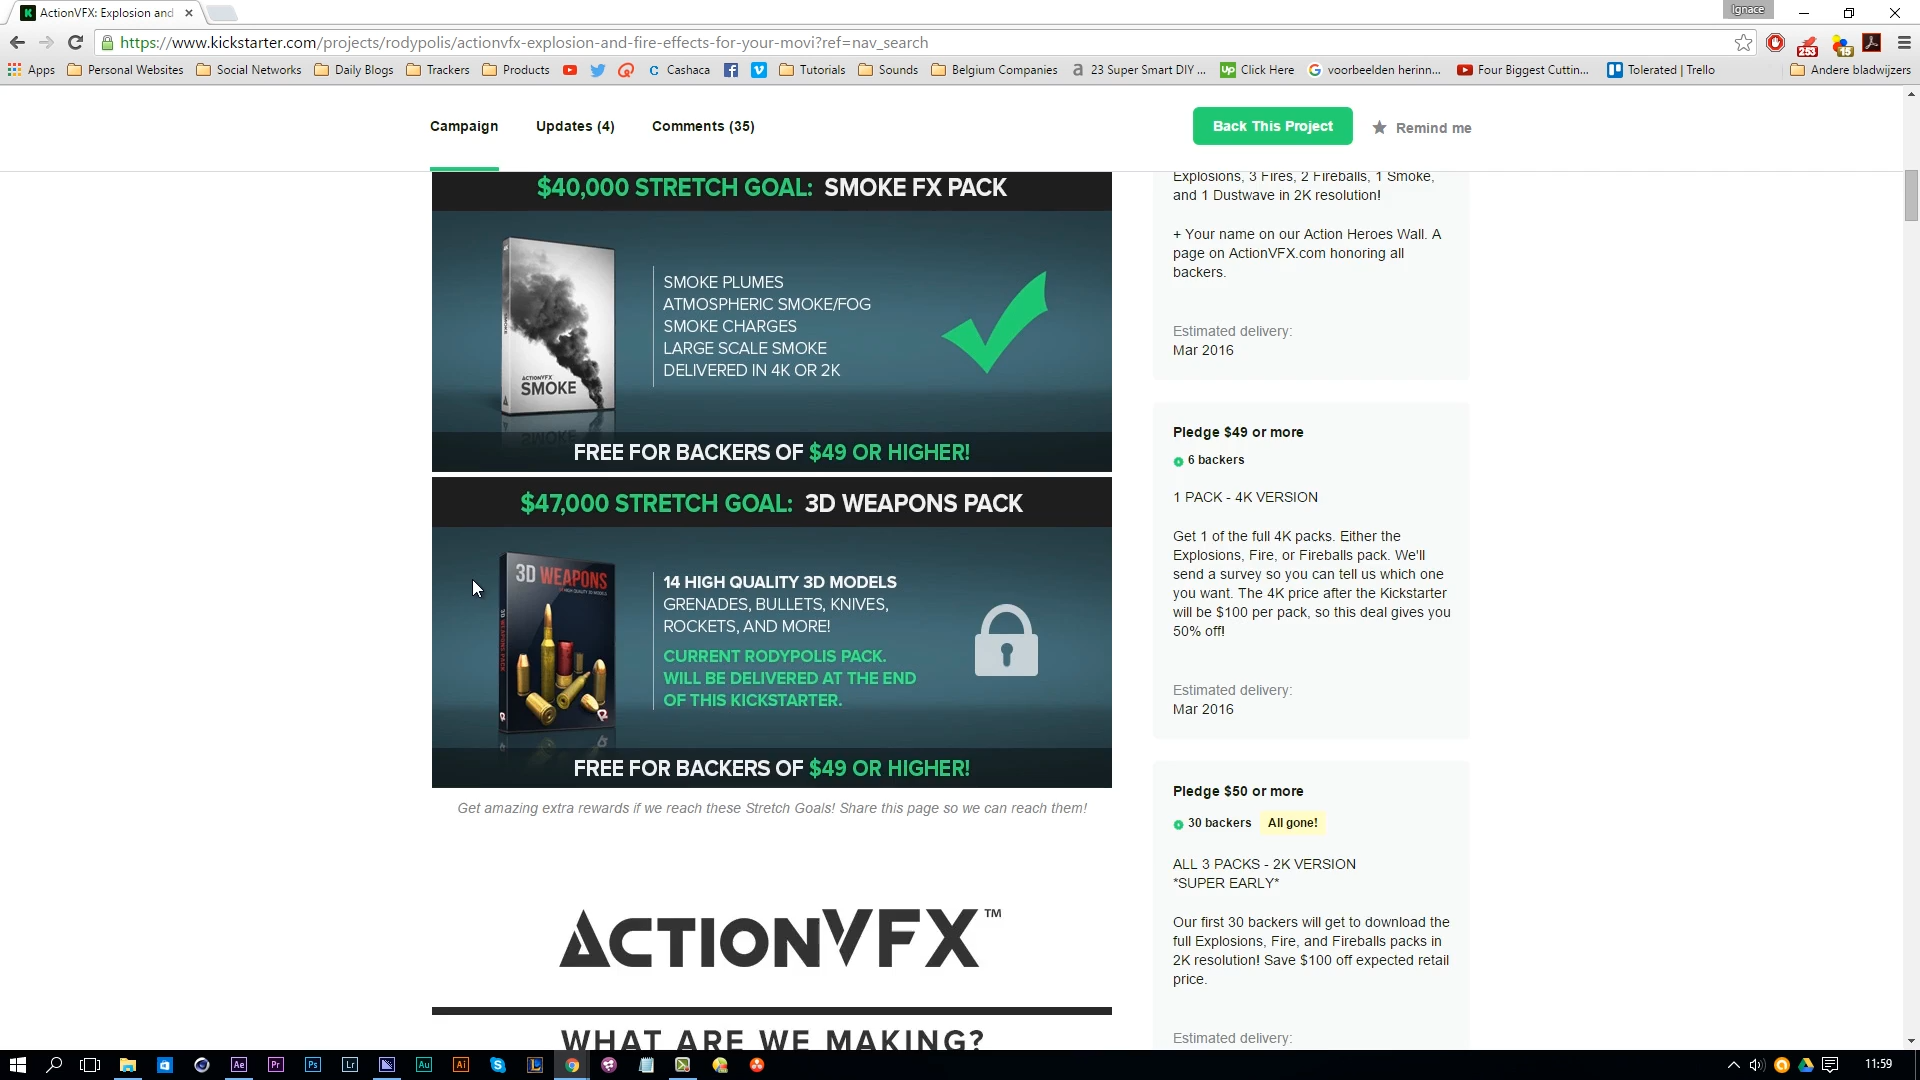 ActionVFX: Explosion and
Ignace
https://www.kickstarter.com/projects/rodypolis/actionvfx-explosion-and-fire-effects-for-your-movi?ref=nav_search
253
15
Apps Personal Websites Social Networks Daily Blogs Trackers Products Cashaca Tutorials Sounds Belgium Companies 23 Super Smart DIY ... Click Here voorbeelden herinn... Four Biggest Cuttin... Tolerated | Trello Andere bladwijzers
Campaign Updates (4) Comments (35) Back This Project Remind me
$40,000 STRETCH GOAL: SMOKE FX PACK
SMOKE PLUMES
ATMOSPHERIC SMOKE/FOG
SMOKE CHARGES
LARGE SCALE SMOKE
DELIVERED IN 4K OR 2K
ACTIONVFX
SMOKE
FREE FOR BACKERS OF $49 OR HIGHER!
$47,000 STRETCH GOAL: 3D WEAPONS PACK
3D WEAPONS
14 HIGH QUALITY 3D MODELS
GRENADES, BULLETS, KNIVES,
ROCKETS, AND MORE!
CURRENT RODYPOLIS PACK.
WILL BE DELIVERED AT THE END
OF THIS KICKSTARTER.
FREE FOR BACKERS OF $49 OR HIGHER!
Get amazing extra rewards if we reach these Stretch Goals! Share this page so we can reach them!
ACTIONVFX™
WHAT ARE WE MAKING?
Explosions, 3 Fires, 2 Fireballs, 1 Smoke,
and 1 Dustwave in 2K resolution!
+ Your name on our Action Heroes Wall. A
page on ActionVFX.com honoring all
backers.
Estimated delivery:
Mar 2016
Pledge $49 or more
6 backers
1 PACK - 4K VERSION
Get 1 of the full 4K packs. Either the
Explosions, Fire, or Fireballs pack. We'll
send a survey so you can tell us which one
you want. The 4K price after the Kickstarter
will be $100 per pack, so this deal gives you
50% off!
Estimated delivery:
Mar 2016
Pledge $50 or more
30 backers All gone!
ALL 3 PACKS - 2K VERSION
*SUPER EARLY*
Our first 30 backers will get to download the
full Explosions, Fire, and Fireballs packs in
2K resolution! Save $100 off expected retail
price.
Estimated delivery:
Ae Pr Ps Lr Au Ai
11:59